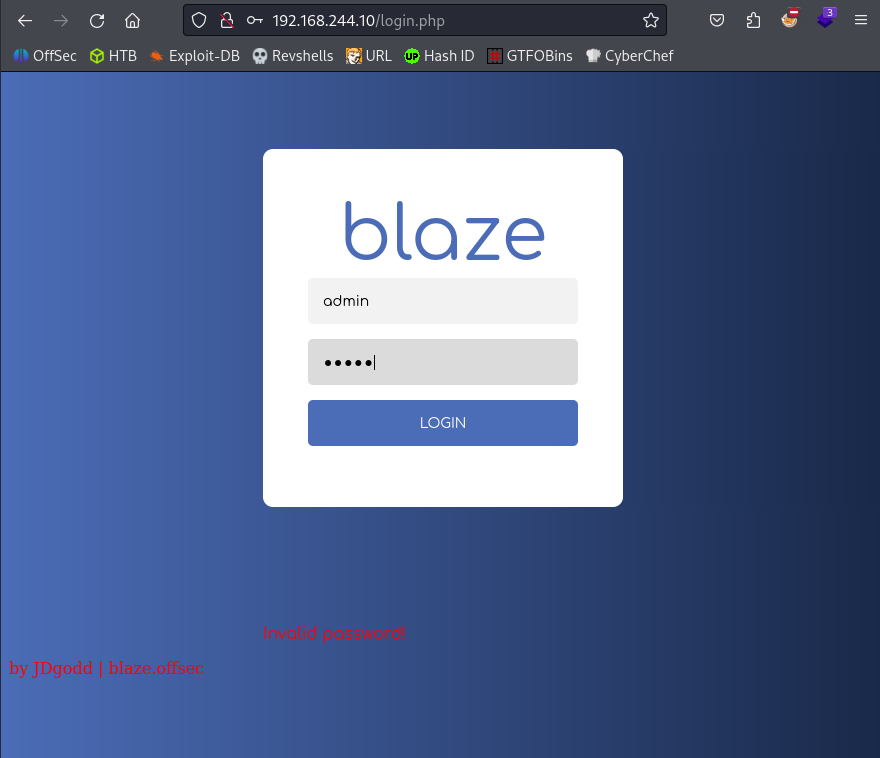 192.168.244.10/login.php
3
OffSec HTB Exploit-DB Revshells URL Hash ID GTFOBins CyberChef
blaze
admin
LOGIN
Invalid password!!
by JDgodd | blaze.offsec